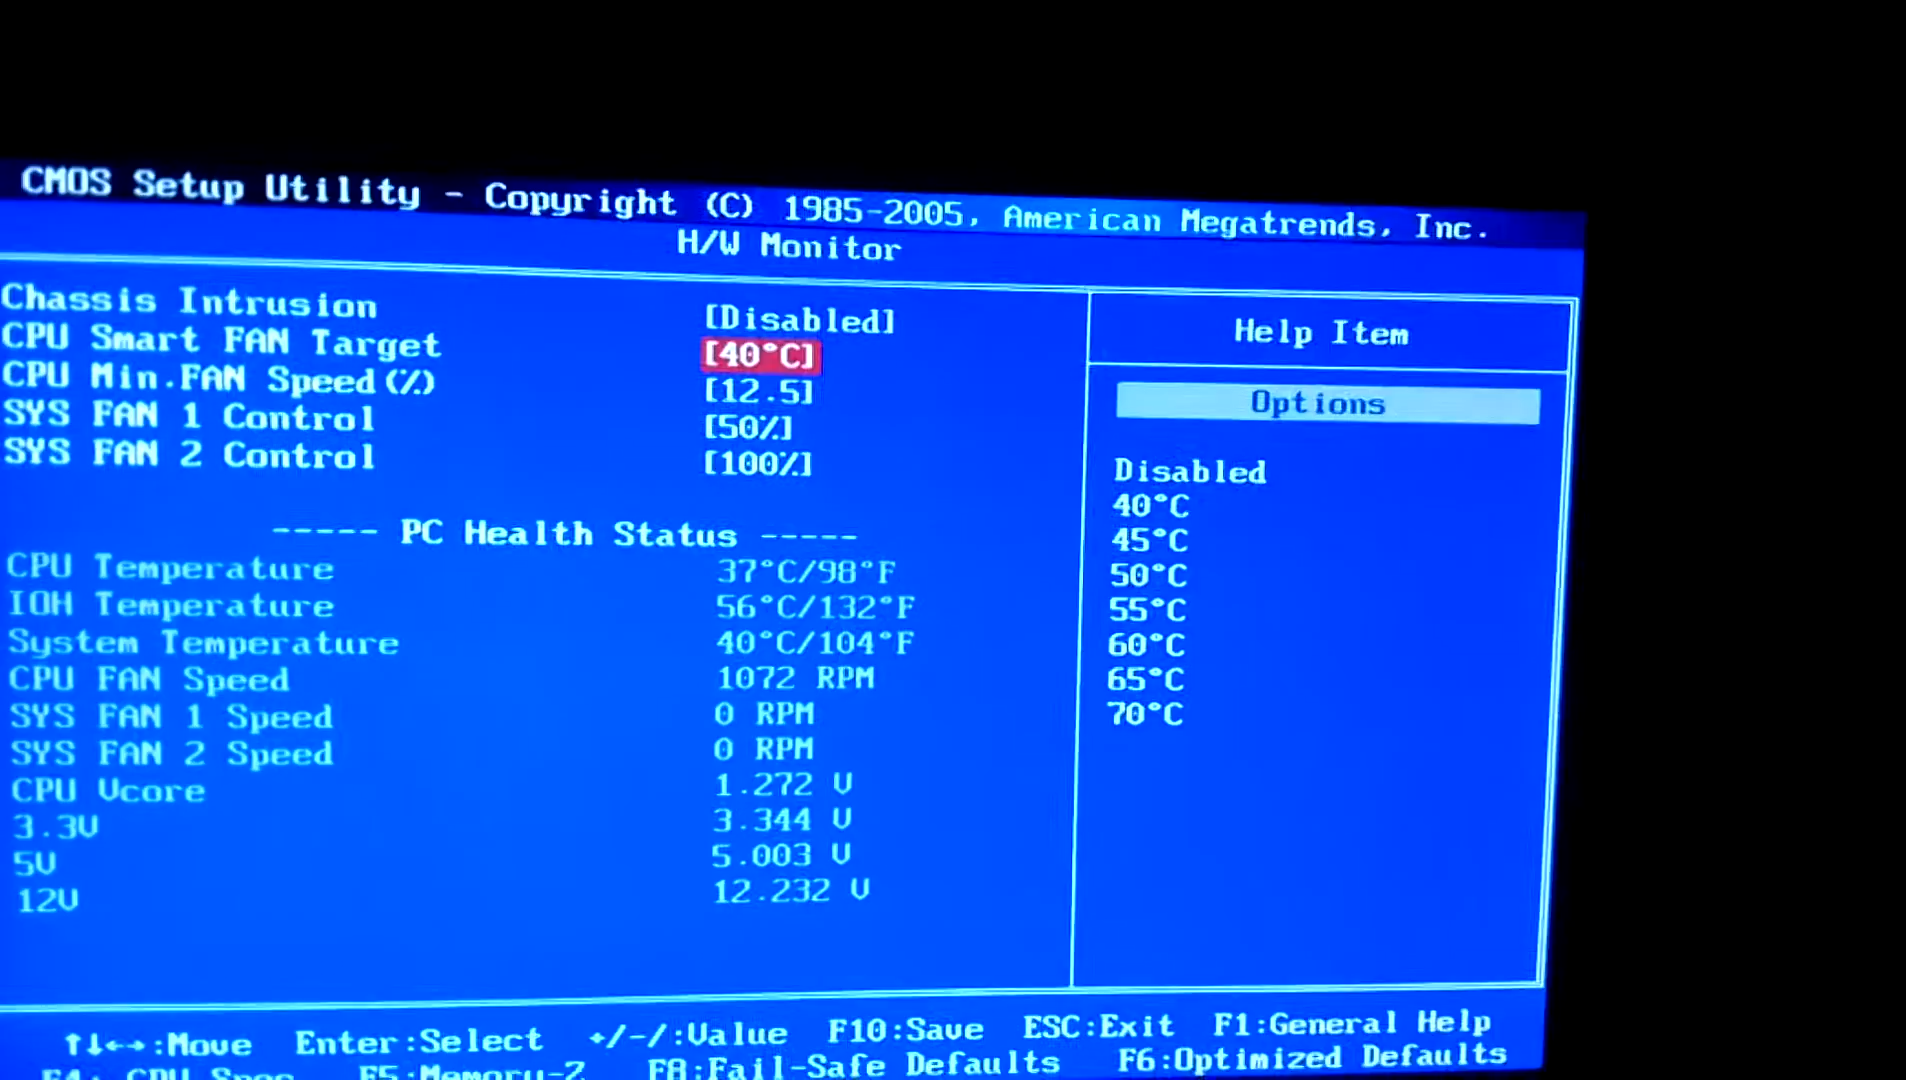 CMOS Setup Utility - Copyright (C) 1985-2005, American Megatrends, Inc.
H/W Monitor
Chassis Intrusion [Disabled]
CPU Smart FAN Target [40°C]
CPU Min.FAN Speed(%) [12.5]
SYS FAN 1 Control [50%]
SYS FAN 2 Control [100%]
----- PC Health Status -----
CPU Temperature 37°C/98°F
IOH Temperature 56°C/132°F
System Temperature 40°C/104°F
CPU FAN Speed 1072 RPM
SYS FAN 1 Speed 0 RPM
SYS FAN 2 Speed 0 RPM
CPU Vcore 1.272 V
3.3V 3.344 V
5V 5.003 V
12V 12.232 V
Help Item
Options
Disabled
40°C
45°C
50°C
55°C
60°C
65°C
70°C
↑↓←→:Move Enter:Select +/-/:Value F10:Save ESC:Exit F1:General Help
F4: CPU Spec F5:Memory-Z F8:Fail-Safe Defaults F6:Optimized Defaults